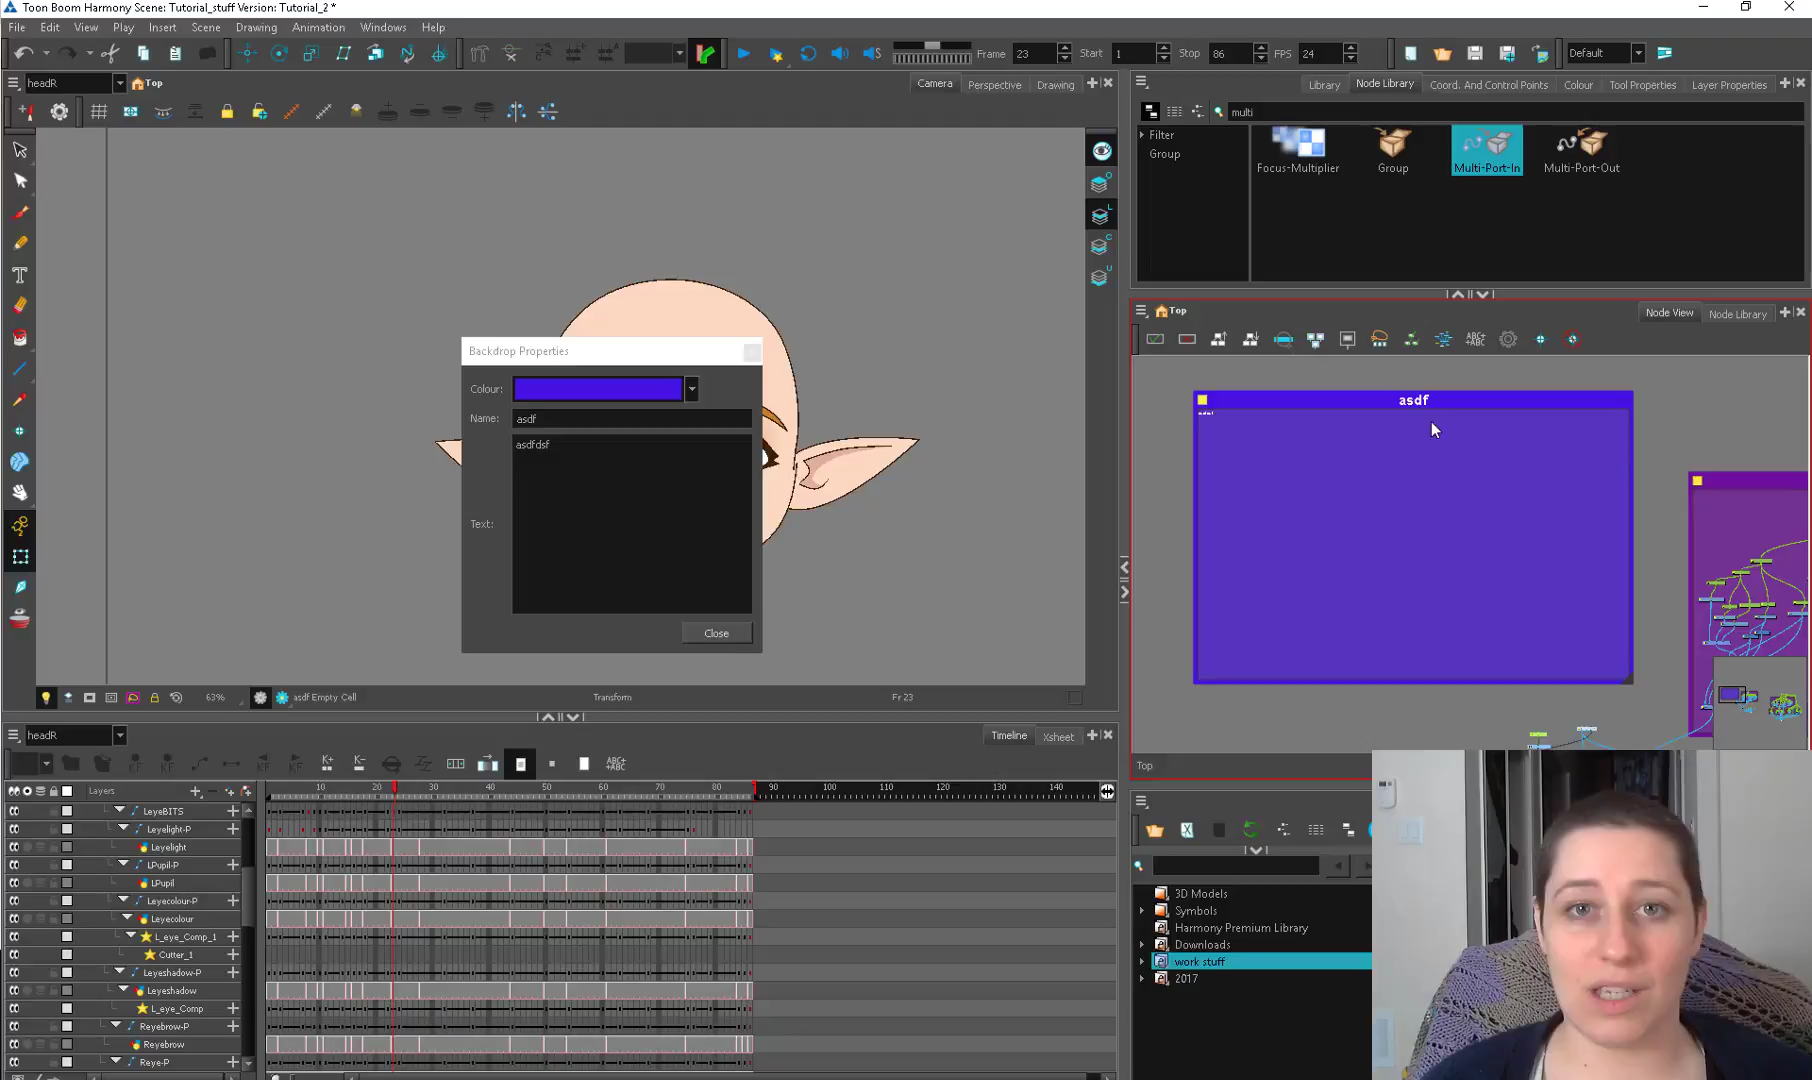 Toon Boom Harmony Scene: Tutorial_stuff Version: Tutorial_2 *
File Edit View Play Insert Scene Drawing Animation Windows Help
Frame 23 Start 1 Stop 86 FPS 24 Default
headR Top Camera Perspective Drawing
Library Node Library Coord. And Control Points Colour Tool Properties Layer Properties
multi
Filter
Group
Focus-Multiplier Group Multi-Port-In Multi-Port-Out
Top Node View Node Library
ABC+
asdf
Backdrop Properties
Colour:
Name: asdf
asdfdsf
Text:
Close
63% asdf Empty Cell Transform Fr 23
Top
headR Timeline Xsheet
Layers 10 20 30 40 50 60 70 80 90 100 110 120 130 140
LeyeBITS
Leyelight-P
Leyelight
LPupil-P
LPupil
Leyecolour-P
Leyecolour
L_eye_Comp_1
Cutter_1
Leyeshadow-P
Leyeshadow
L_eye_Comp
Reyebrow-P
Reyebrow
Reye-P
3D Models
Symbols
Harmony Premium Library
Downloads
work stuff
2017